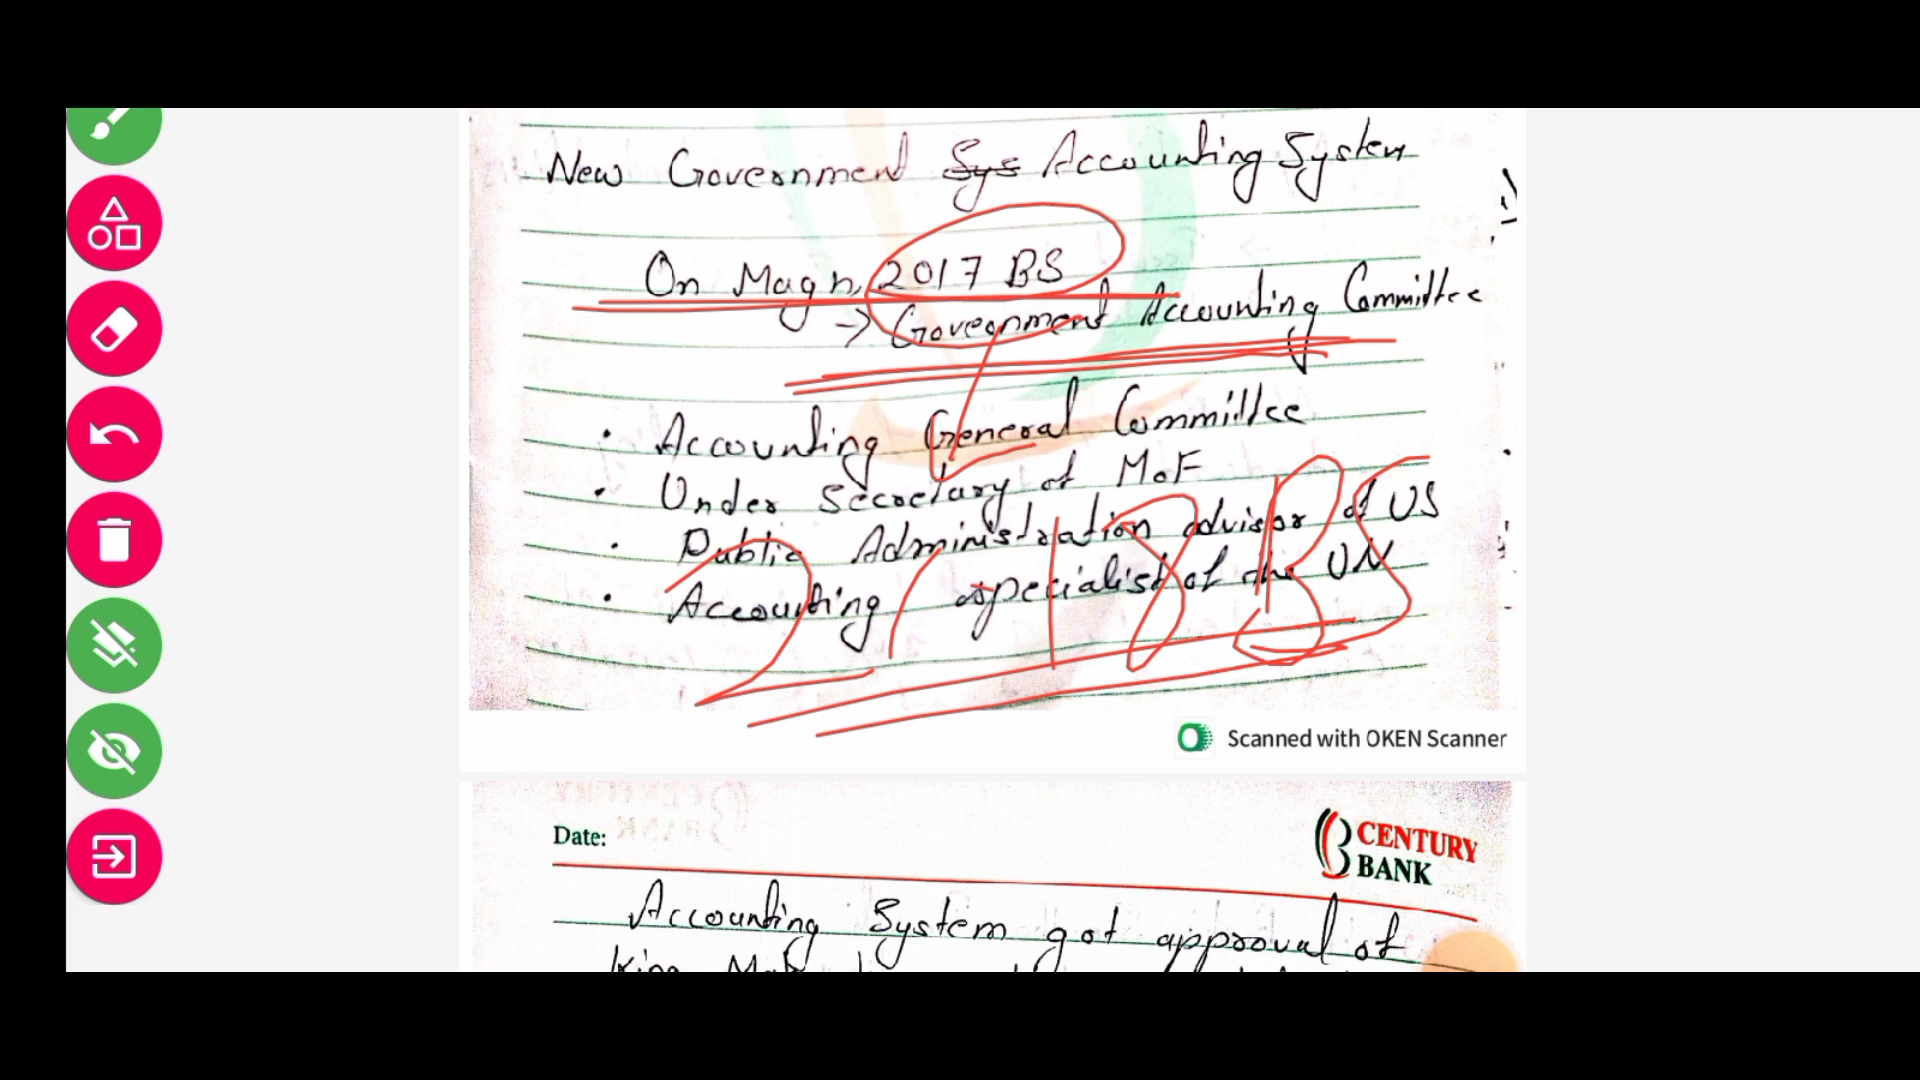 New Government Sys Accounting System
On Magh, 2017 BS
→ Government Accounting Committee
• Accounting General Committee
• Under Secretary of MoF
• Public Administration advisor of US
• Accounting specialist of the UN
2018 BS
Scanned with OKEN Scanner
Date:
CENTURY BANK
Accounting System got approval of
King